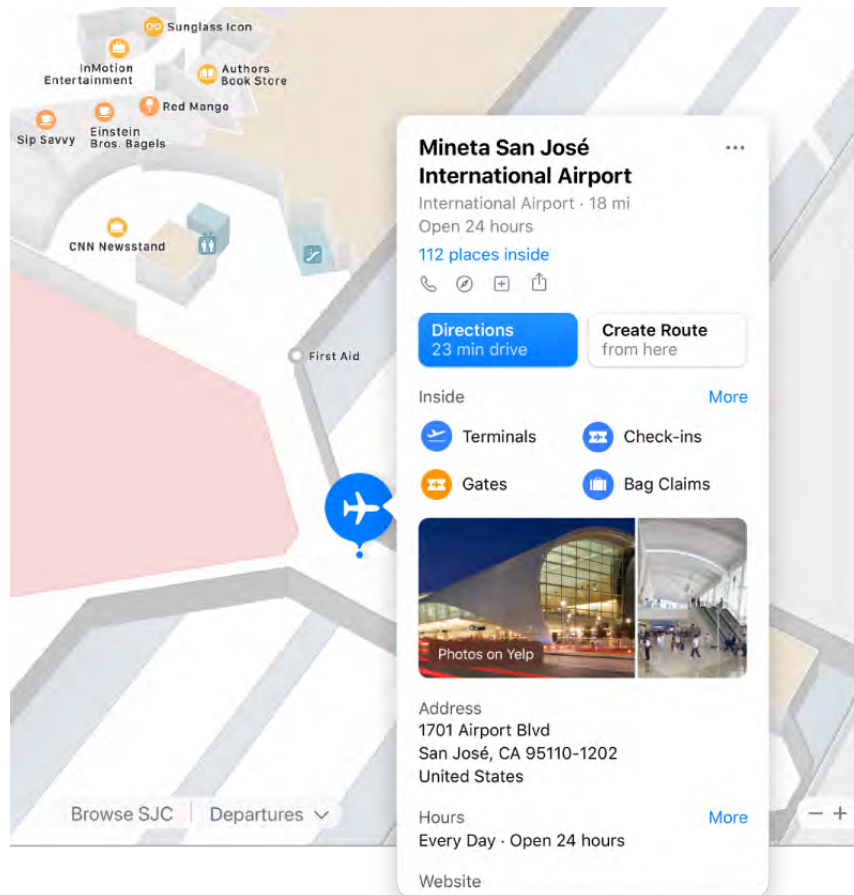 Sunglass Icon
InMotion
Entertainment
Authors
Book Store
Red Mango
Sip Savvy
Einstein
Bros. Bagels
CNN Newsstand
First Aid
Mineta San José
International Airport
International Airport · 18 mi
Open 24 hours
112 places inside
Directions
23 min drive
Create Route
from here
Inside
More
Terminals
Check-ins
Gates
Bag Claims
Photos on Yelp
Address
1701 Airport Blvd
San José, CA 95110-1202
United States
Hours
More
Every Day · Open 24 hours
Website
Browse SJC
Departures